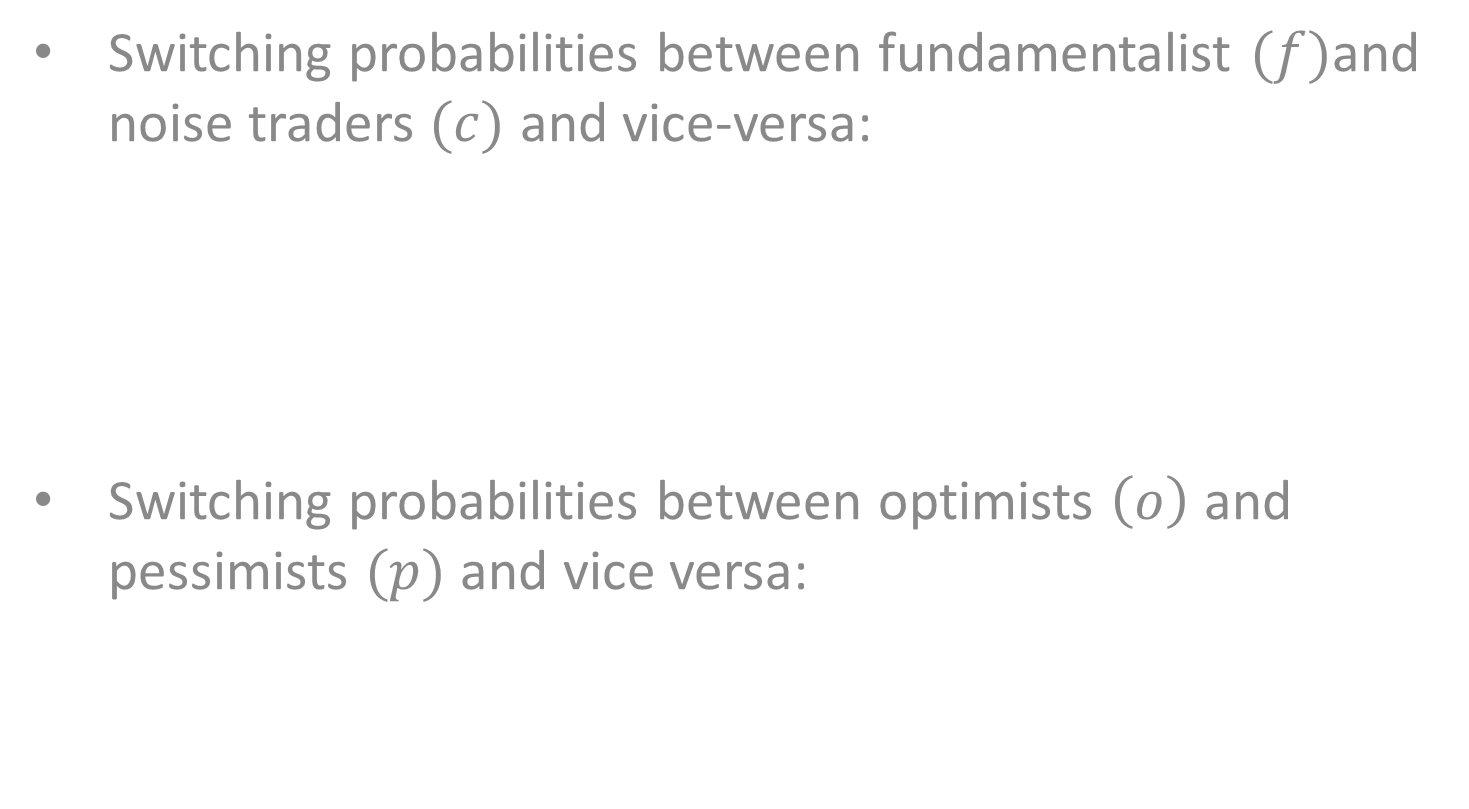 • Switching probabilities between fundamentalist (f)and
noise traders (c) and vice-versa:
• Switching probabilities between optimists (o) and
pessimists (p) and vice versa: